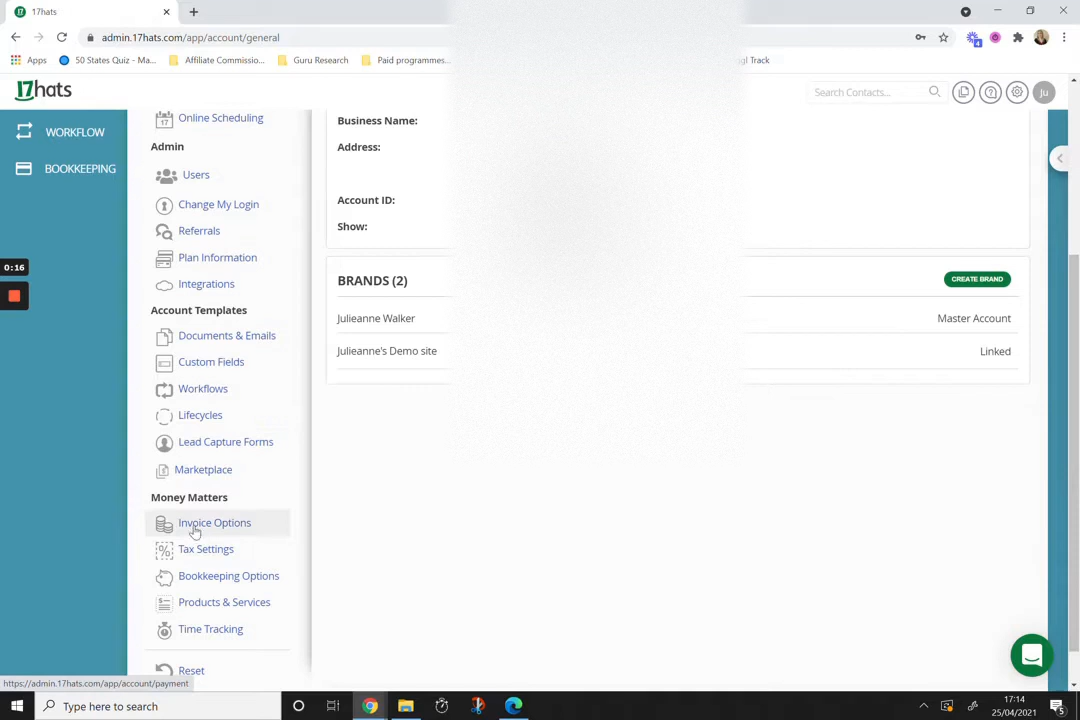 17hats
admin.17hats.com/app/account/general
4
Apps
50 States Quiz - Ma...
Affiliate Commissio...
Guru Research
Paid programmes...
gl Track
17hats
Search Contacts...
Ju
WORKFLOW
BOOKKEEPING
0:16
17
Online Scheduling
Admin
Users
Change My Login
Referrals
Plan Information
Integrations
Account Templates
Documents & Emails
Custom Fields
Workflows
Lifecycles
Lead Capture Forms
Marketplace
Money Matters
Invoice Options
Tax Settings
Bookkeeping Options
Products & Services
Time Tracking
Reset
Business Name:
Address:
Account ID:
Show:
BRANDS (2)
CREATE BRAND
Julieanne Walker
Master Account
Julieanne's Demo site
Linked
https://admin.17hats.com/app/account/payment
Type here to search
17:14
25/04/2021
5